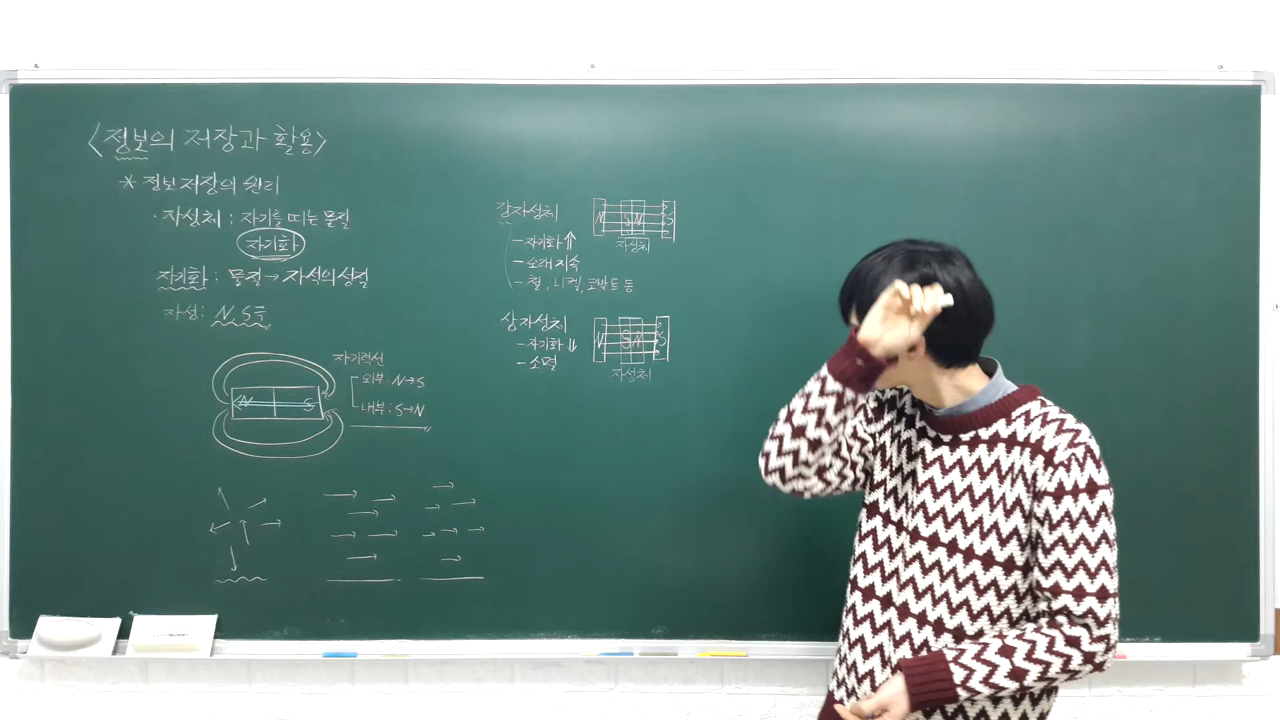 <정보의 저장과 활용>
* 정보저장의 원리
· 자성체 : 자기를 띠는 물질
자기화
자기화 : 물질 → 자석의 성질
자성 : N, S극
자기력선
외부 : N→S
내부 : S→N
N S
강자성체
- 자기화 ⇑
- 오래 지속
- 철, 니켈, 코발트 등
N S N S
자성체
상자성체
- 자기화 ⇓
- 소멸
N S N S
자성체